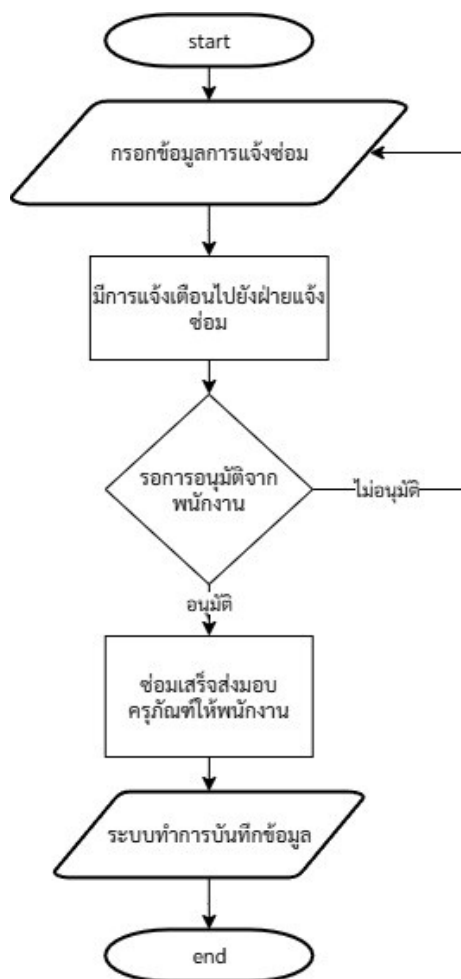 start
กรอกข้อมูลการแจ้งซ่อม
มีการแจ้งเตือนไปยังฝ่ายแจ้ง
ซ่อม
รอการอนุมัติจาก
พนักงาน
ไม่อนุมัติ
อนุมัติ
ซ่อมเสร็จส่งมอบ
ครุภัณฑ์ให้พนักงาน
ระบบทำการบันทึกข้อมูล
end